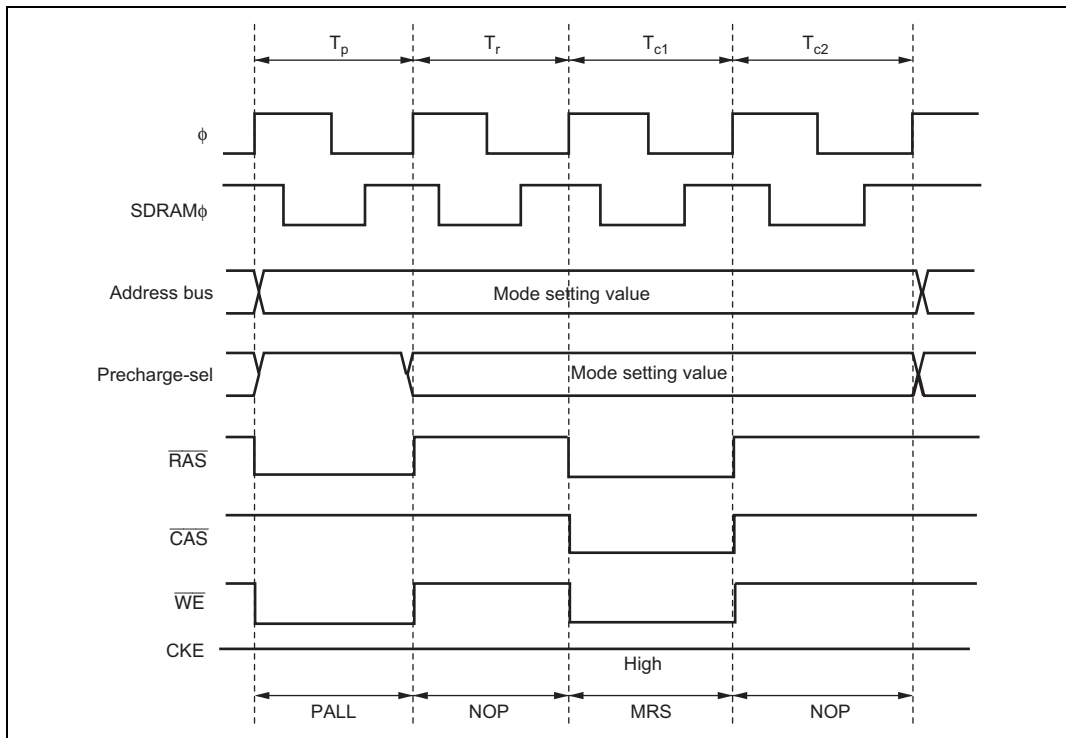 Tp Tr Tc1 Tc2
ϕ
SDRAMϕ
Address bus Mode setting value
Precharge-sel Mode setting value
RAS
CAS
WE
CKE High
PALL NOP MRS NOP